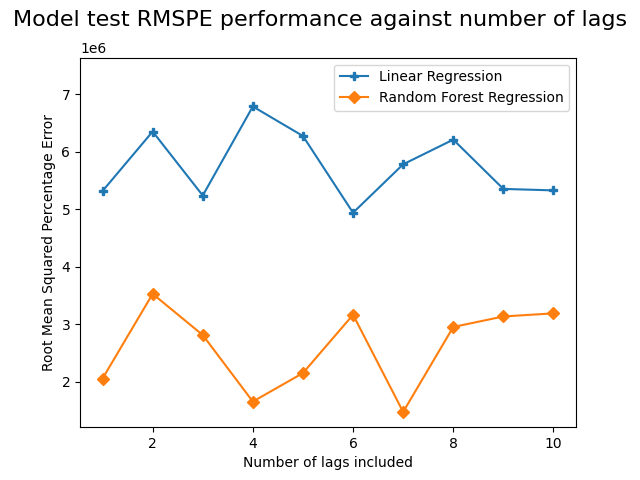 Model test RMSPE performance against number of lags
1e6
Linear Regression
Random Forest Regression
7
6
5
4
3
2
Root Mean Squared Percentage Error
2 4 6 8 10
Number of lags included